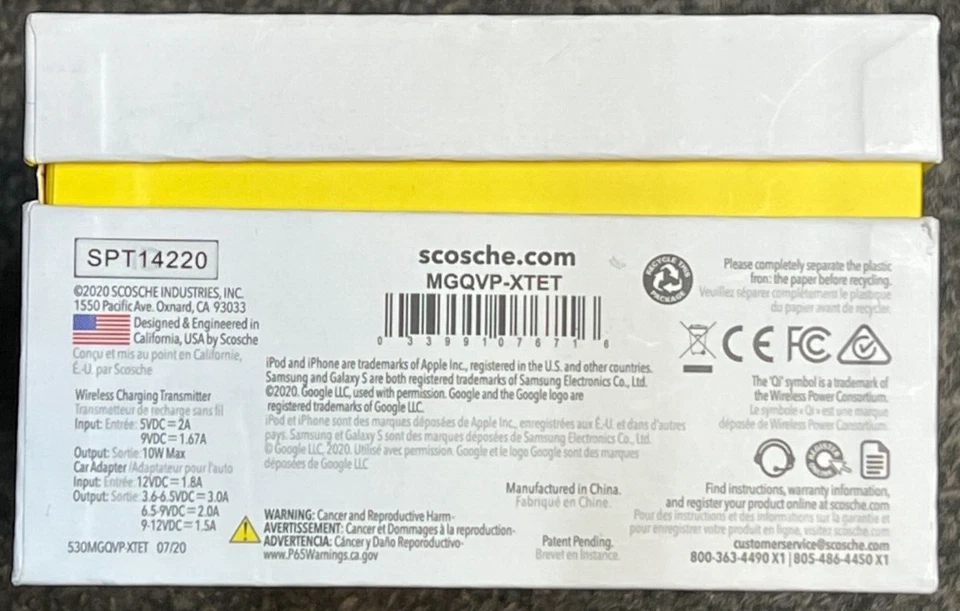 SPT14220
©2020 SCOSCHE INDUSTRIES, INC.
1550 Pacific Ave. Oxnard, CA 93033
Designed & Engineered in
California, USA by Scosche
Conçu et mis au point en Californie,
É.-U. par Scosche
Wireless Charging Transmitter
Transmetteur de recharge sans fil
Input: Entrée: 5VDC = 2A
9VDC = 1.67A
Output: Sortie: 10W Max
Car Adapter /Adaptateur pour l'auto
Input: Entrée: 12VDC = 1.8A
Output: Sortie: 3.6-6.5VDC = 3.0A
6.5-9VDC = 2.0A
9-12VDC = 1.5A
530MGQVP-XTET 07/20
scosche.com
MGQVP-XTET
0 33991 07671 6
iPod and iPhone are trademarks of Apple Inc., registered in the U.S. and other countries.
Samsung and Galaxy S are both registered trademarks of Samsung Electronics Co., Ltd.
©2020. Google LLC, used with permission. Google and the Google logo are
registered trademarks of Google LLC.
iPod et iPhone sont des marques déposées de Apple Inc., enregistrées aux É.-U. et dans d'autres
pays. Samsung et Galaxy S sont des marques déposées de Samsung Electronics Co., Ltd.
© Google LLC, 2020. Utilisé avec permission. Google et le logo Google sont des marques
déposées de Google LLC
Manufactured in China.
Fabriqué en Chine.
WARNING: Cancer and Reproductive Harm-
AVERTISSEMENT: Cancer et Dommages à la reproduction-
ADVERTENCIA: Cáncer y Daño Reproductivo-
www.P65Warnings.ca.gov
Patent Pending.
Brevet en Instance.
RECYCLE THIS
PACKAGE
Please completely separate the plastic
from the paper before recycling.
Veuillez séparer complètement le plastique
du papier avant de recycler.
CE FC
The 'Qi' symbol is a trademark of
the Wireless Power Consortium.
Le symbole « Qi » est une marque
déposée de Wireless Power Consortium.
Find instructions, warranty information,
and register your product online at scosche.com
Pour des instructions et des informations sur la garantie et
pour enregistrer votre produit en ligne, visitez scosche.com
customerservice@scosche.com
800-363-4490 X1 | 805-486-4450 X1